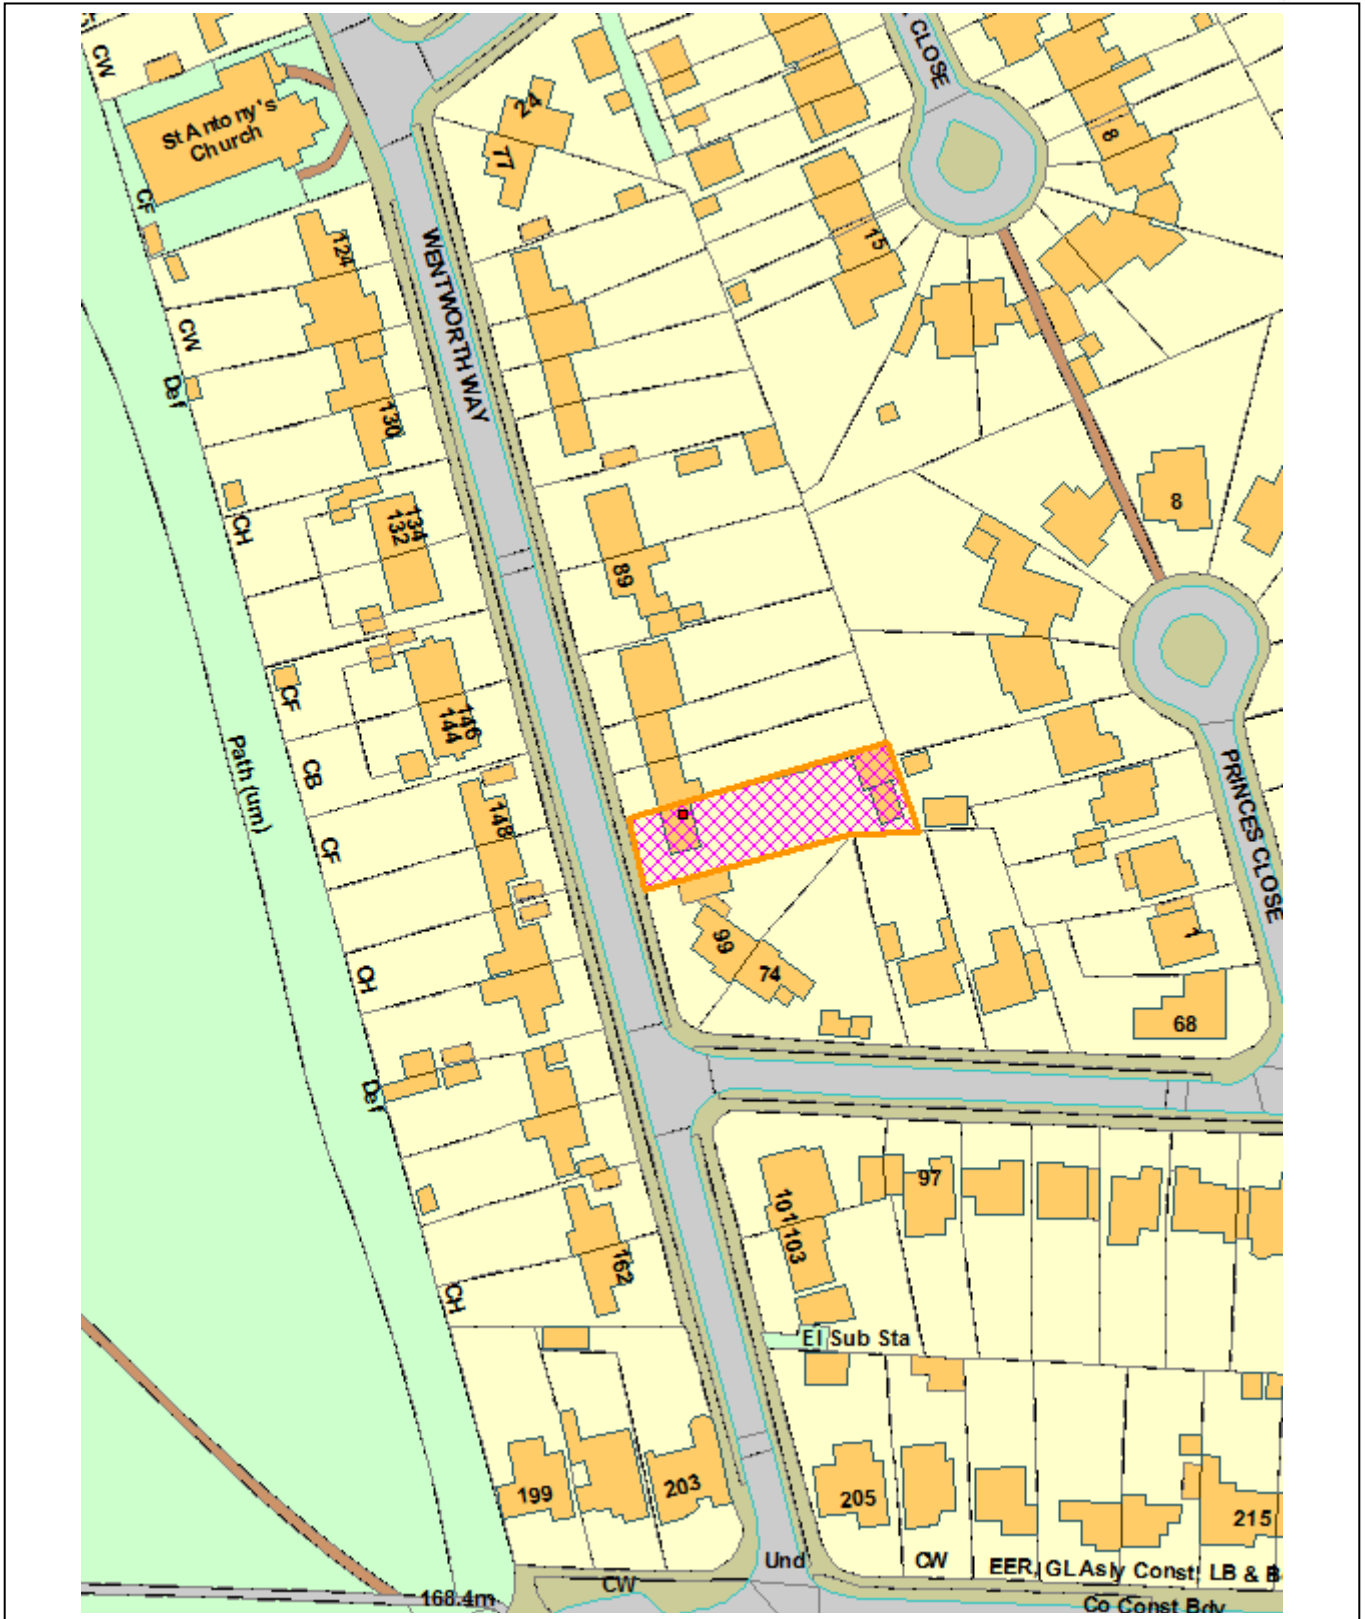 CLOSE
CW
St Antony's
Church
24
77
8
CF
124
15
WENTWORTH WAY
CW
Def
130
8
134
132
CH
89
CF
146
144
Path (um)
CB
PRINCES CLOSE
148
CF
99
74
1
CH
68
Def
97
101
103
162
CH
El Sub Sta
199
203
205
215
Und
CW
EER, GL Asly Const, LB & B
CW
168.4m
Co Const Bdy